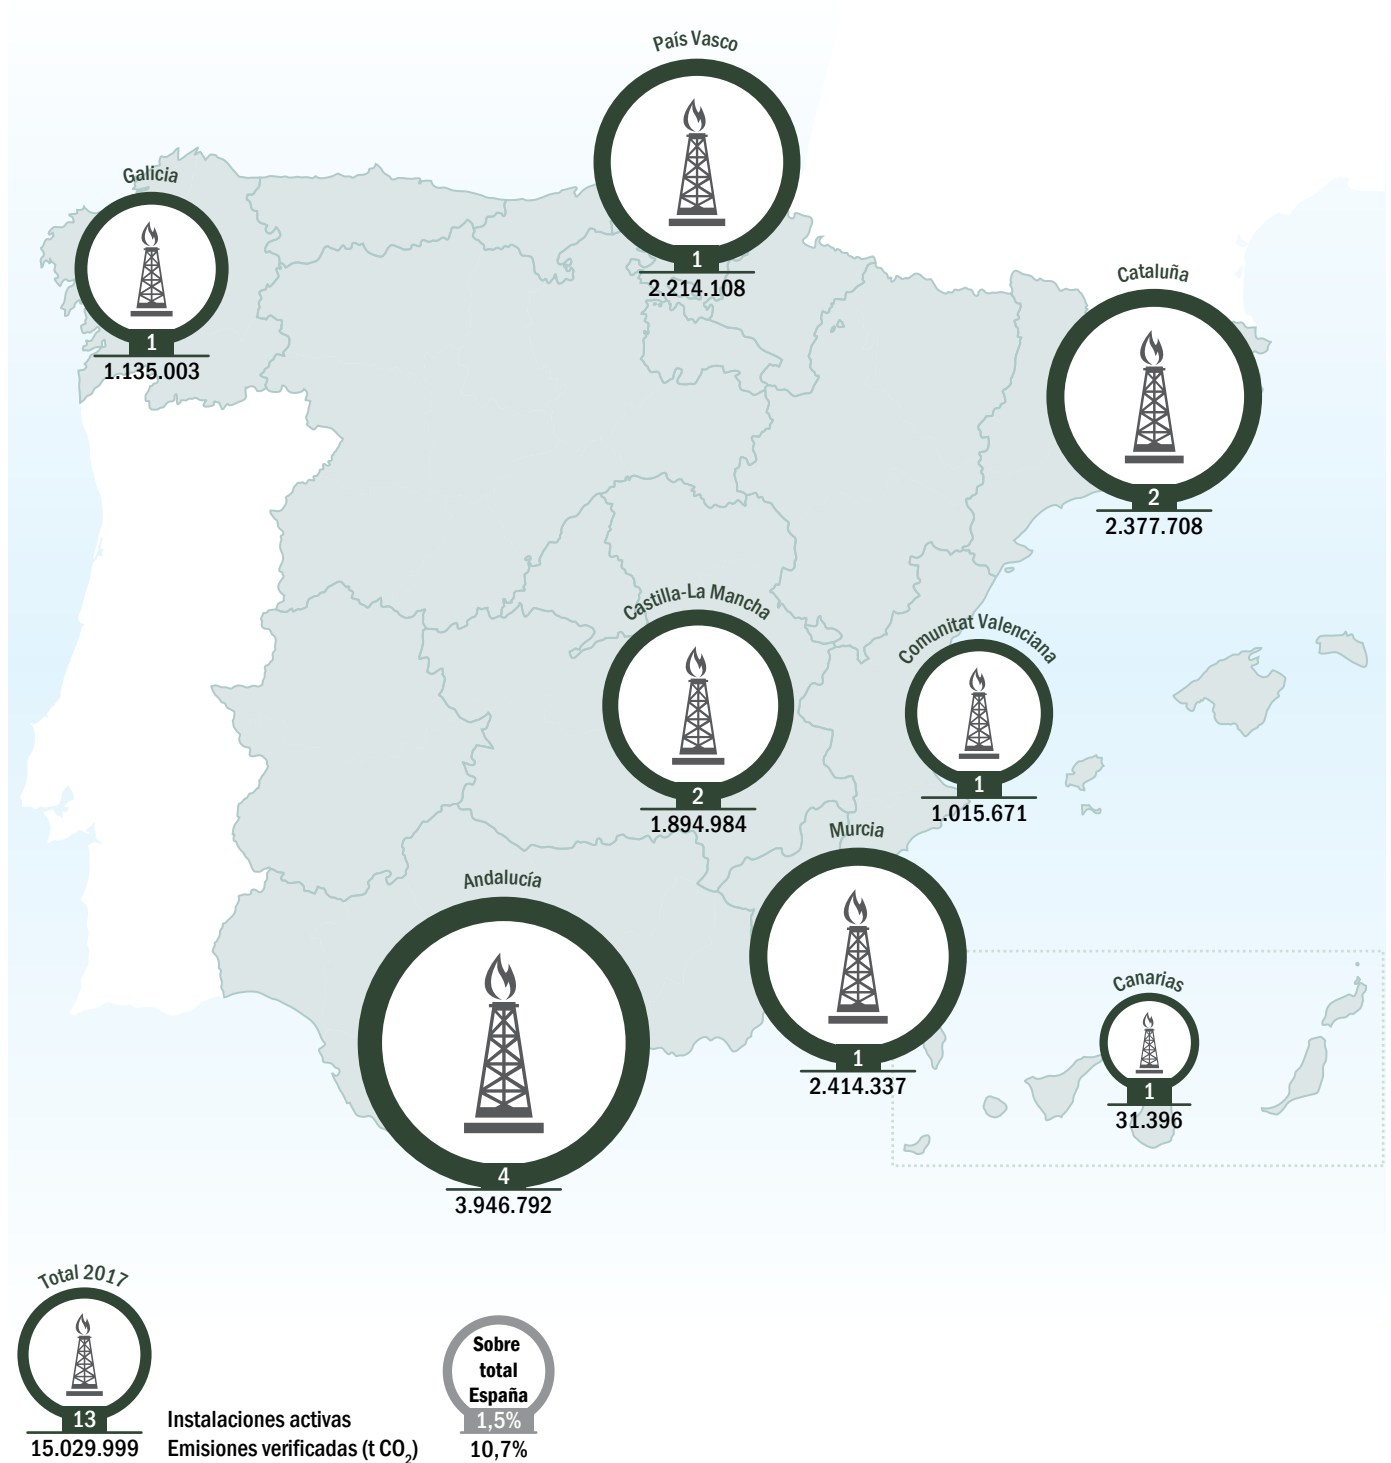 País Vasco
1
2.214.108
Galicia
1
1.135.003
Cataluña
2
2.377.708
Castilla-La Mancha
2
1.894.984
Comunitat Valenciana
1
1.015.671
Murcia
1
2.414.337
Andalucía
4
3.946.792
Canarias
1
31.396
Total 2017
13
15.029.999
Instalaciones activas
Emisiones verificadas (t CO₂)
Sobre
total
España
1,5%
10,7%